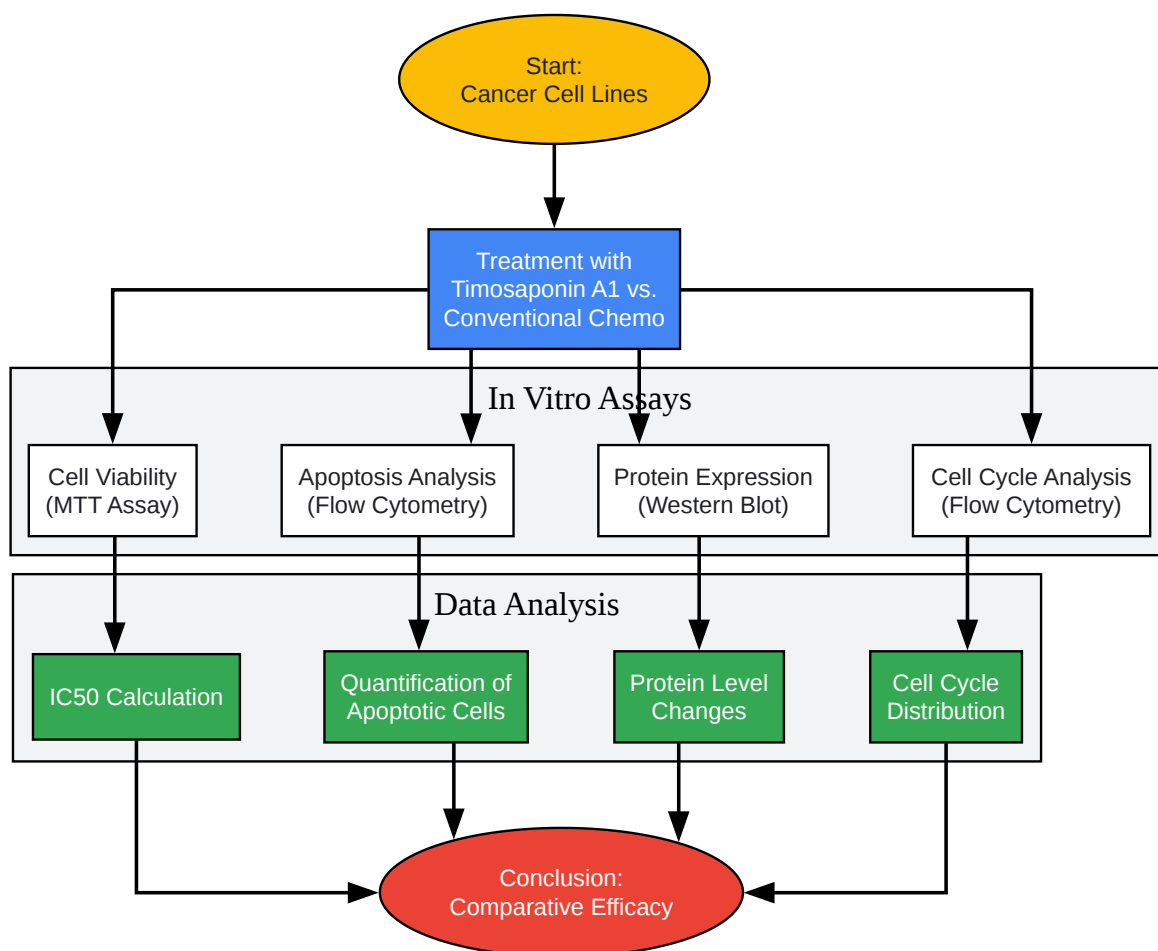 Start:
Cancer Cell Lines
Treatment with
Timosaponin A1 vs.
Conventional Chemo
In Vitro Assays
Cell Viability
(MTT Assay)
Apoptosis Analysis
(Flow Cytometry)
Protein Expression
(Western Blot)
Cell Cycle Analysis
(Flow Cytometry)
Data Analysis
IC50 Calculation
Quantification of
Apoptotic Cells
Protein Level
Changes
Cell Cycle
Distribution
Conclusion:
Comparative Efficacy